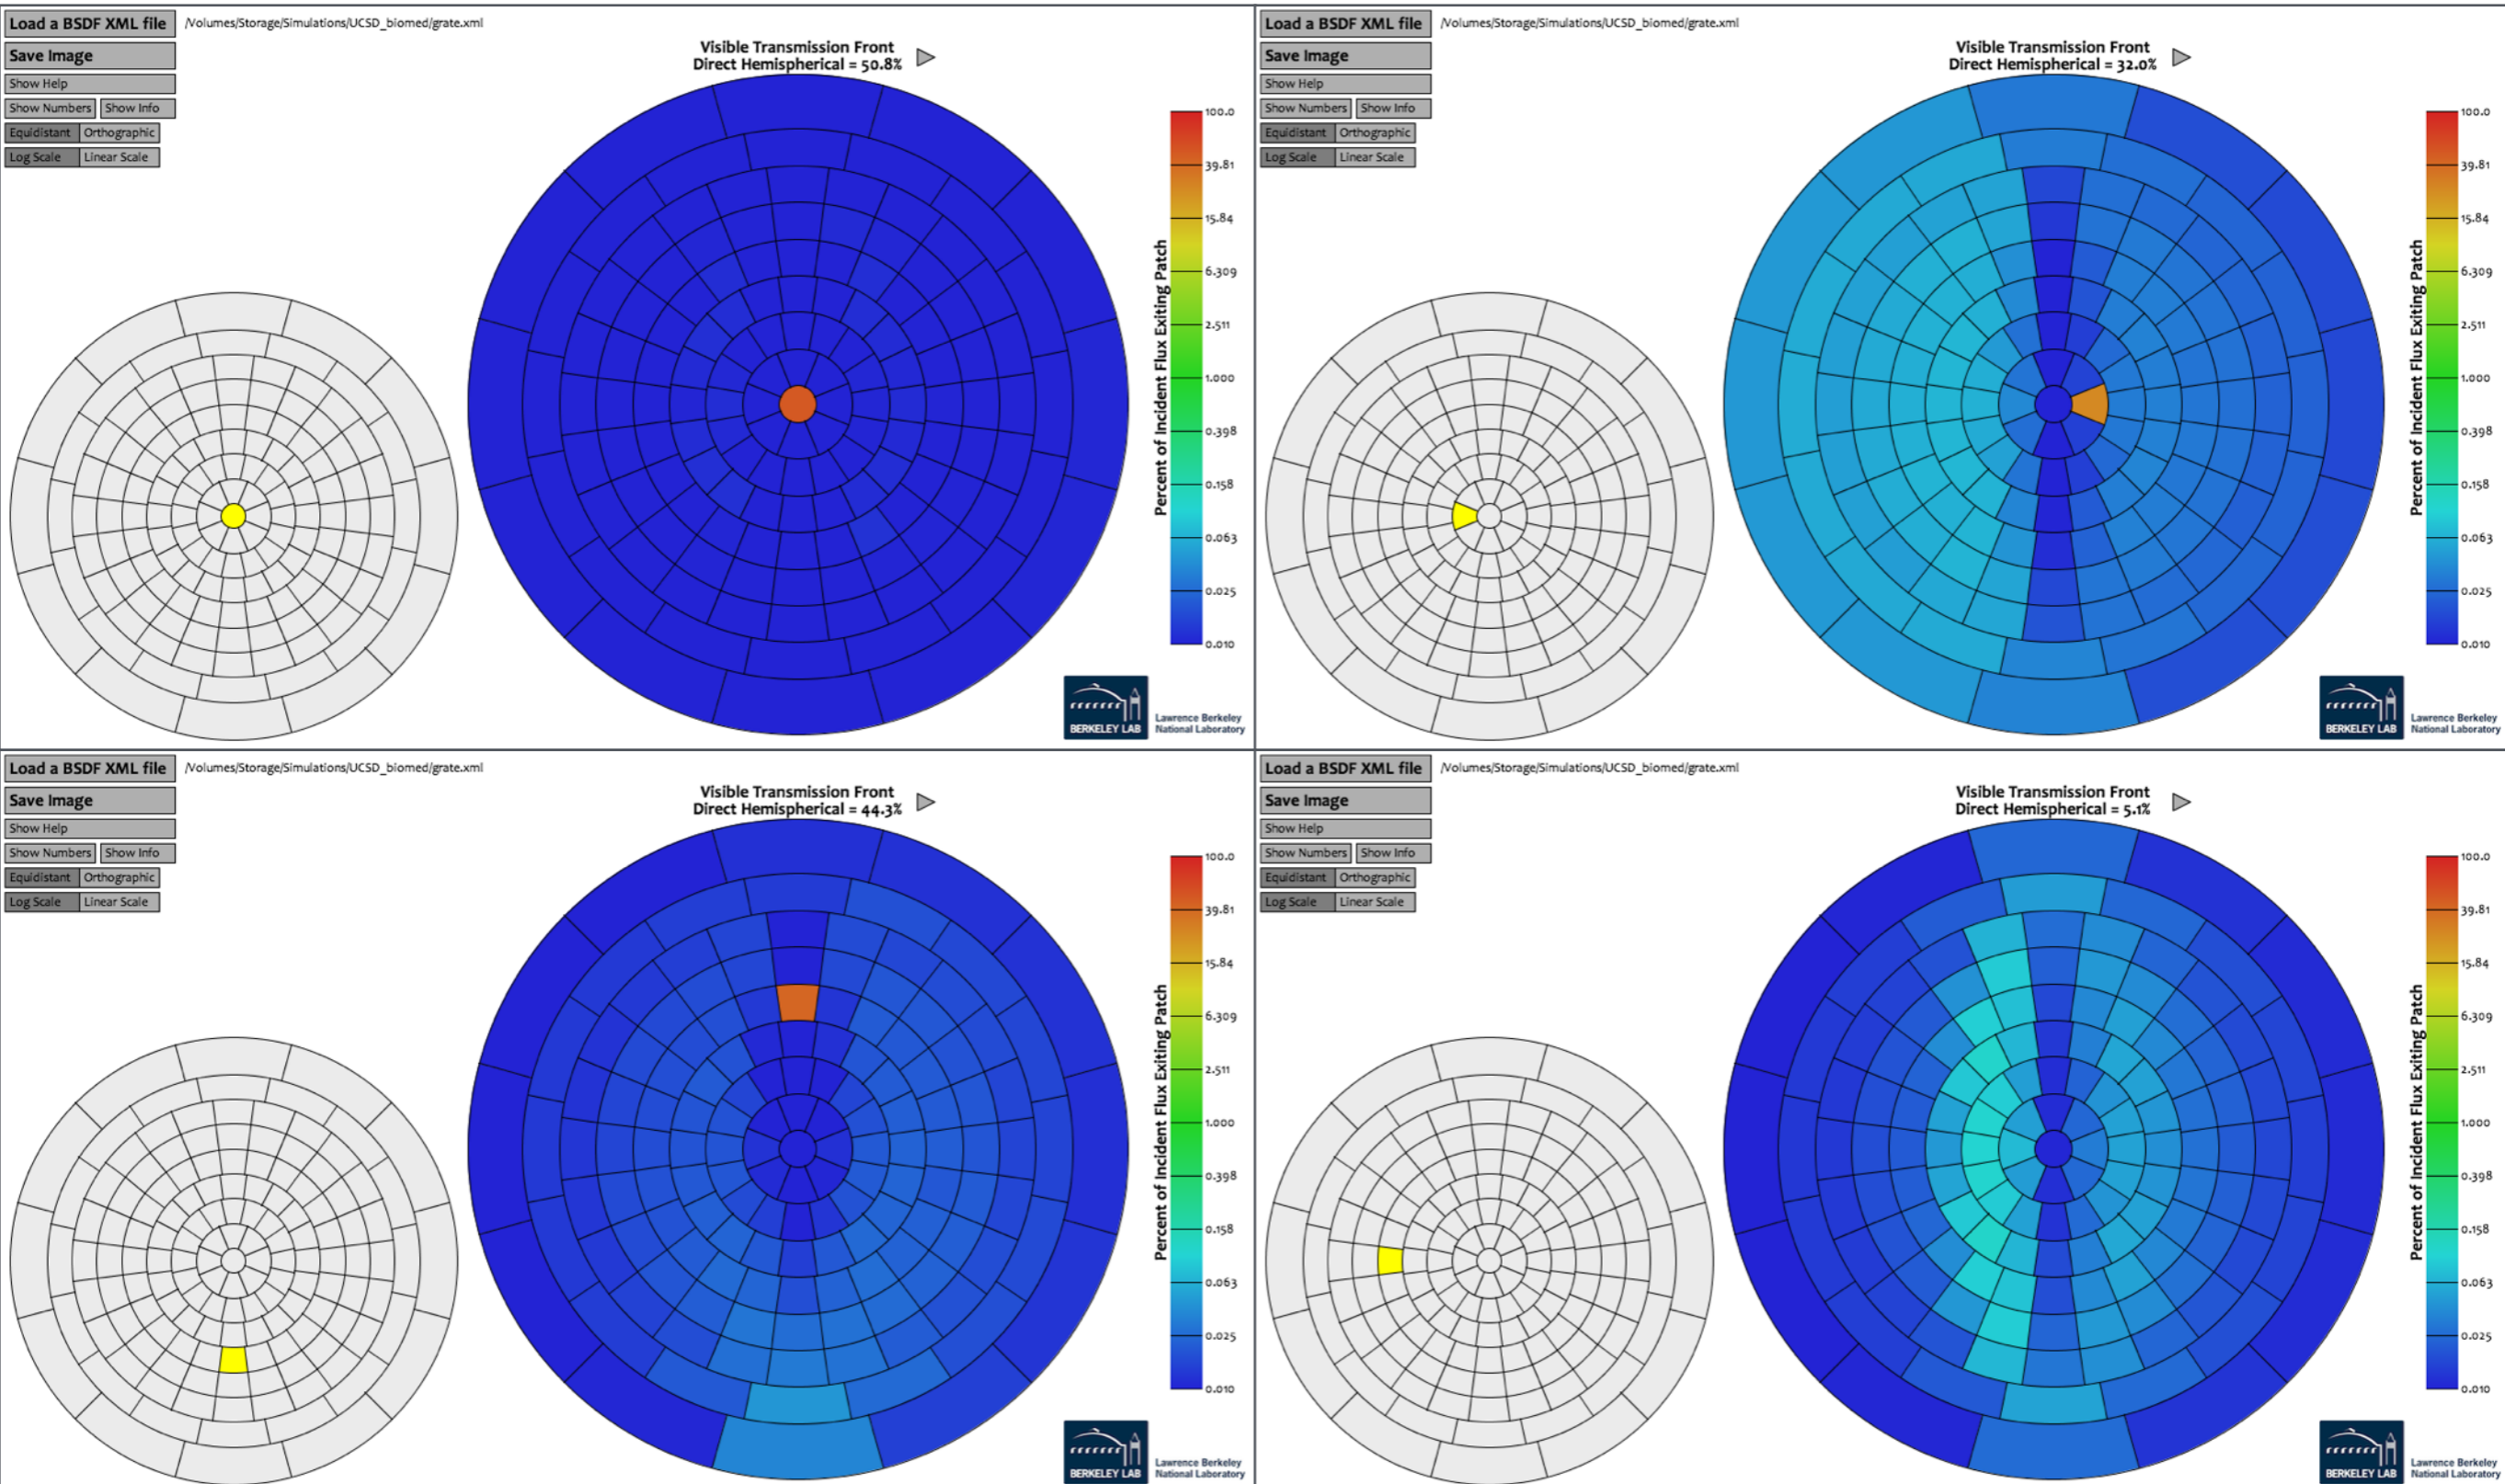 Load a BSDF XML file /Volumes/Storage/Simulations/UCSD_biomed/grate.xml
Save Image
Show Help
Show Numbers Show Info
Equidistant Orthographic
Log Scale Linear Scale
Visible Transmission Front
Direct Hemispherical = 50.8%
Percent of Incident Flux Exiting Patch
100.0
39.81
15.84
6.309
2.511
1.000
0.398
0.158
0.063
0.025
0.010
BERKELEY LAB
Lawrence Berkeley
National Laboratory
Load a BSDF XML file /Volumes/Storage/Simulations/UCSD_biomed/grate.xml
Save Image
Show Help
Show Numbers Show Info
Equidistant Orthographic
Log Scale Linear Scale
Visible Transmission Front
Direct Hemispherical = 32.0%
Percent of Incident Flux Exiting Patch
100.0
39.81
15.84
6.309
2.511
1.000
0.398
0.158
0.063
0.025
0.010
BERKELEY LAB
Lawrence Berkeley
National Laboratory
Load a BSDF XML file /Volumes/Storage/Simulations/UCSD_biomed/grate.xml
Save Image
Show Help
Show Numbers Show Info
Equidistant Orthographic
Log Scale Linear Scale
Visible Transmission Front
Direct Hemispherical = 44.3%
Percent of Incident Flux Exiting Patch
100.0
39.81
15.84
6.309
2.511
1.000
0.398
0.158
0.063
0.025
0.010
BERKELEY LAB
Lawrence Berkeley
National Laboratory
Load a BSDF XML file /Volumes/Storage/Simulations/UCSD_biomed/grate.xml
Save Image
Show Help
Show Numbers Show Info
Equidistant Orthographic
Log Scale Linear Scale
Visible Transmission Front
Direct Hemispherical = 5.1%
Percent of Incident Flux Exiting Patch
100.0
39.81
15.84
6.309
2.511
1.000
0.398
0.158
0.063
0.025
0.010
BERKELEY LAB
Lawrence Berkeley
National Laboratory